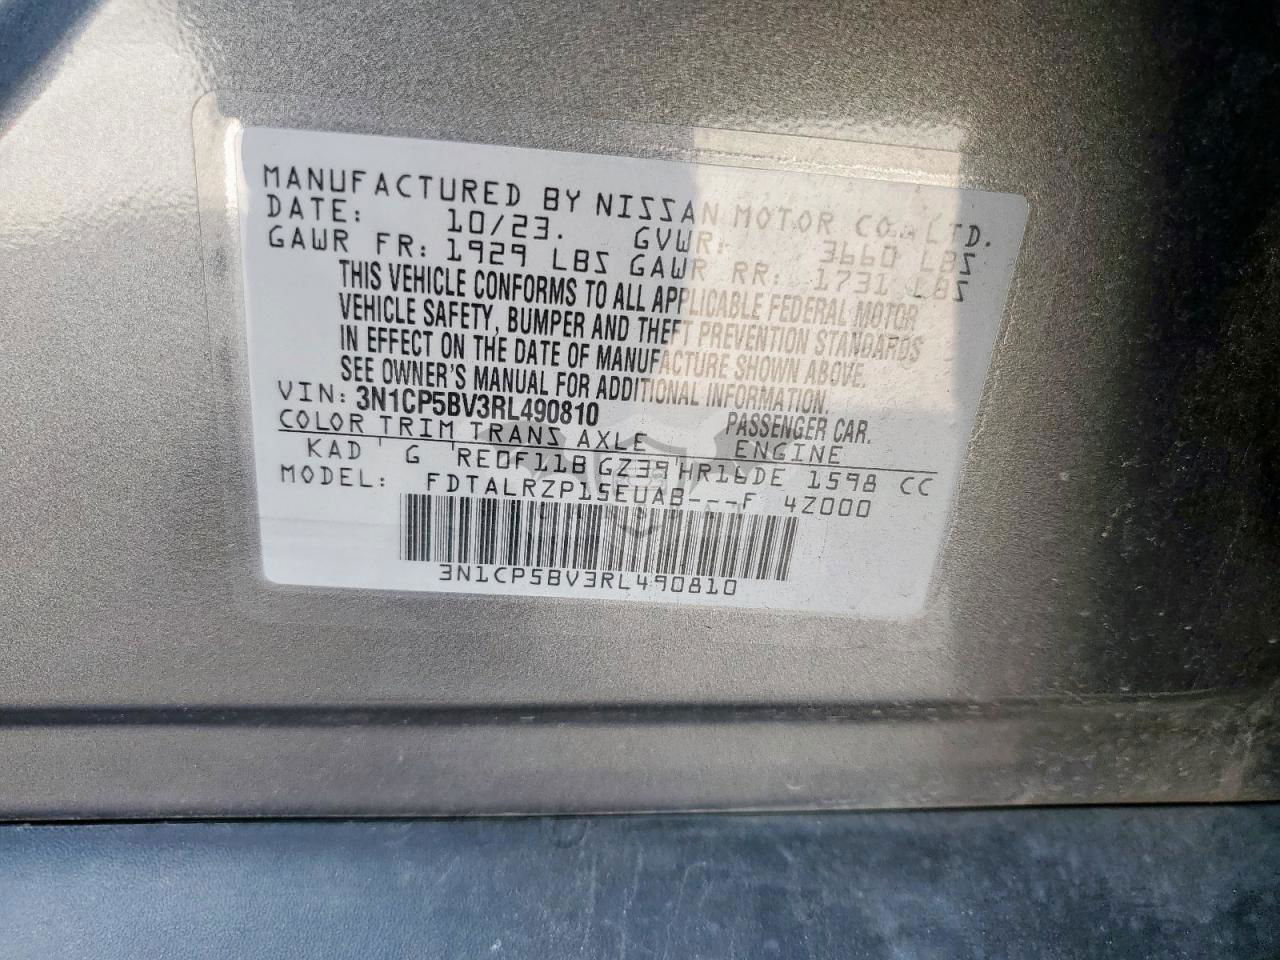 MANUFACTURED BY NISSAN MOTOR CO., LTD.
DATE: 10/23. GVWR: 3660 LBS
GAWR FR: 1929 LBS GAWR RR: 1731 LBS
THIS VEHICLE CONFORMS TO ALL APPLICABLE FEDERAL MOTOR
VEHICLE SAFETY, BUMPER AND THEFT PREVENTION STANDARDS
IN EFFECT ON THE DATE OF MANUFACTURE SHOWN ABOVE.
SEE OWNER'S MANUAL FOR ADDITIONAL INFORMATION.
VIN: 3N1CP5BV3RL490810 PASSENGER CAR.
COLOR TRIM TRANS AXLE ENGINE
KAD G RE0F11B GZ39 HR16DE 1598 CC
MODEL: FDTALRZP15EUAB---F 4Z000
3N1CP5BV3RL490810